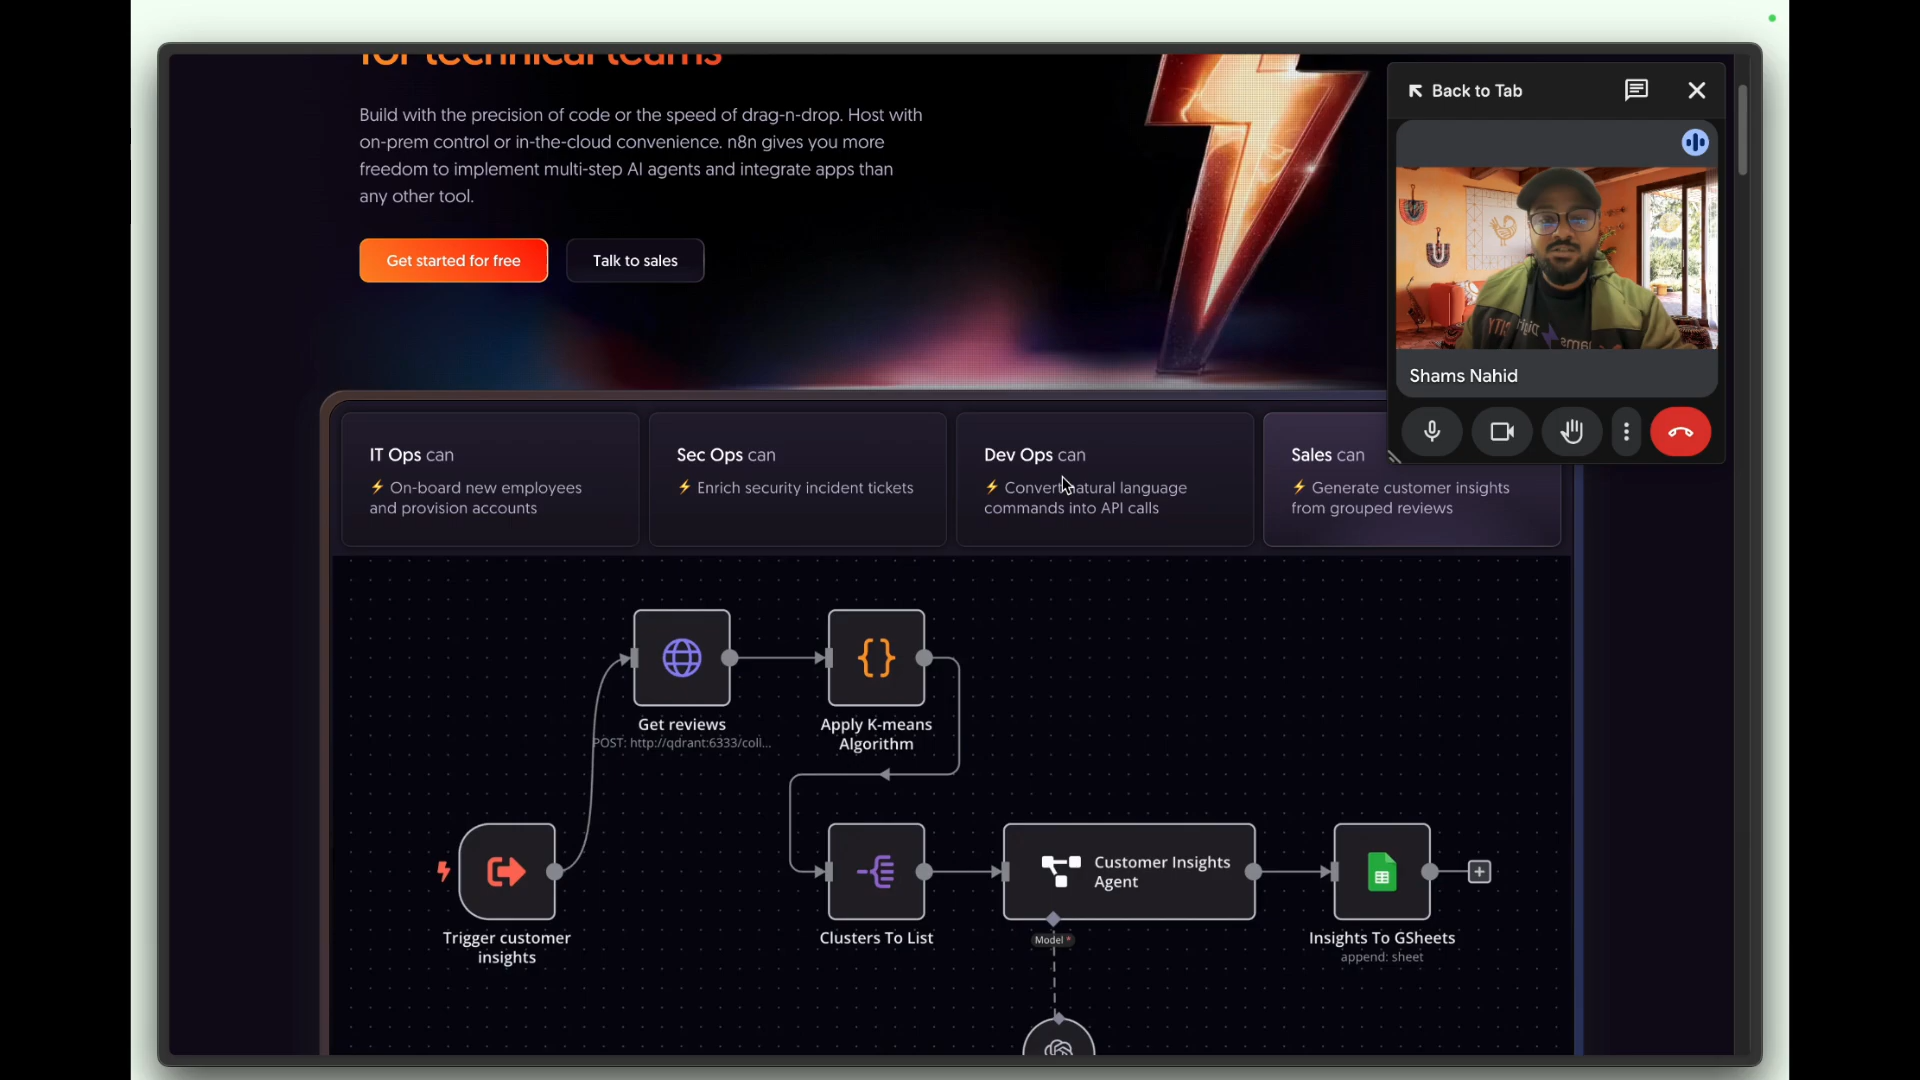 for technical teams
Build with the precision of code or the speed of drag-n-drop. Host with
on-prem control or in-the-cloud convenience. n8n gives you more
freedom to implement multi-step AI agents and integrate apps than
any other tool.
Get started for free
Talk to sales
Back to Tab
Shams Nahid
IT Ops can
On-board new employees
and provision accounts
Sec Ops can
Enrich security incident tickets
Dev Ops can
Convert natural language
commands into API calls
Sales can
Generate customer insights
from grouped reviews
Get reviews
POST: http://qdrant:6333/coll...
Apply K-means
Algorithm
Trigger customer
insights
Clusters To List
Customer Insights
Agent
Model *
Insights To GSheets
append: sheet